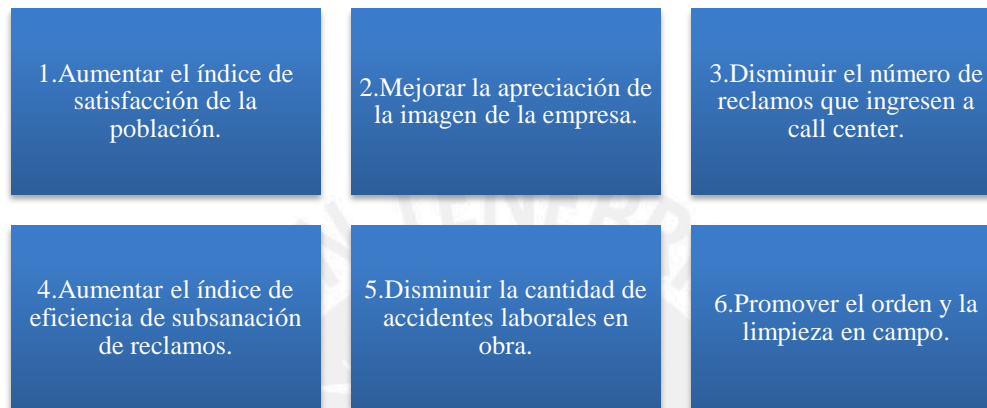 1.Aumentar el índice de
satisfacción de la
población.
2.Mejorar la apreciación de
la imagen de la empresa.
3.Disminuir el número de
reclamos que ingresen a
call center.
4.Aumentar el índice de
eficiencia de subsanación
de reclamos.
5.Disminuir la cantidad de
accidentes laborales en
obra.
6.Promover el orden y la
limpieza en campo.